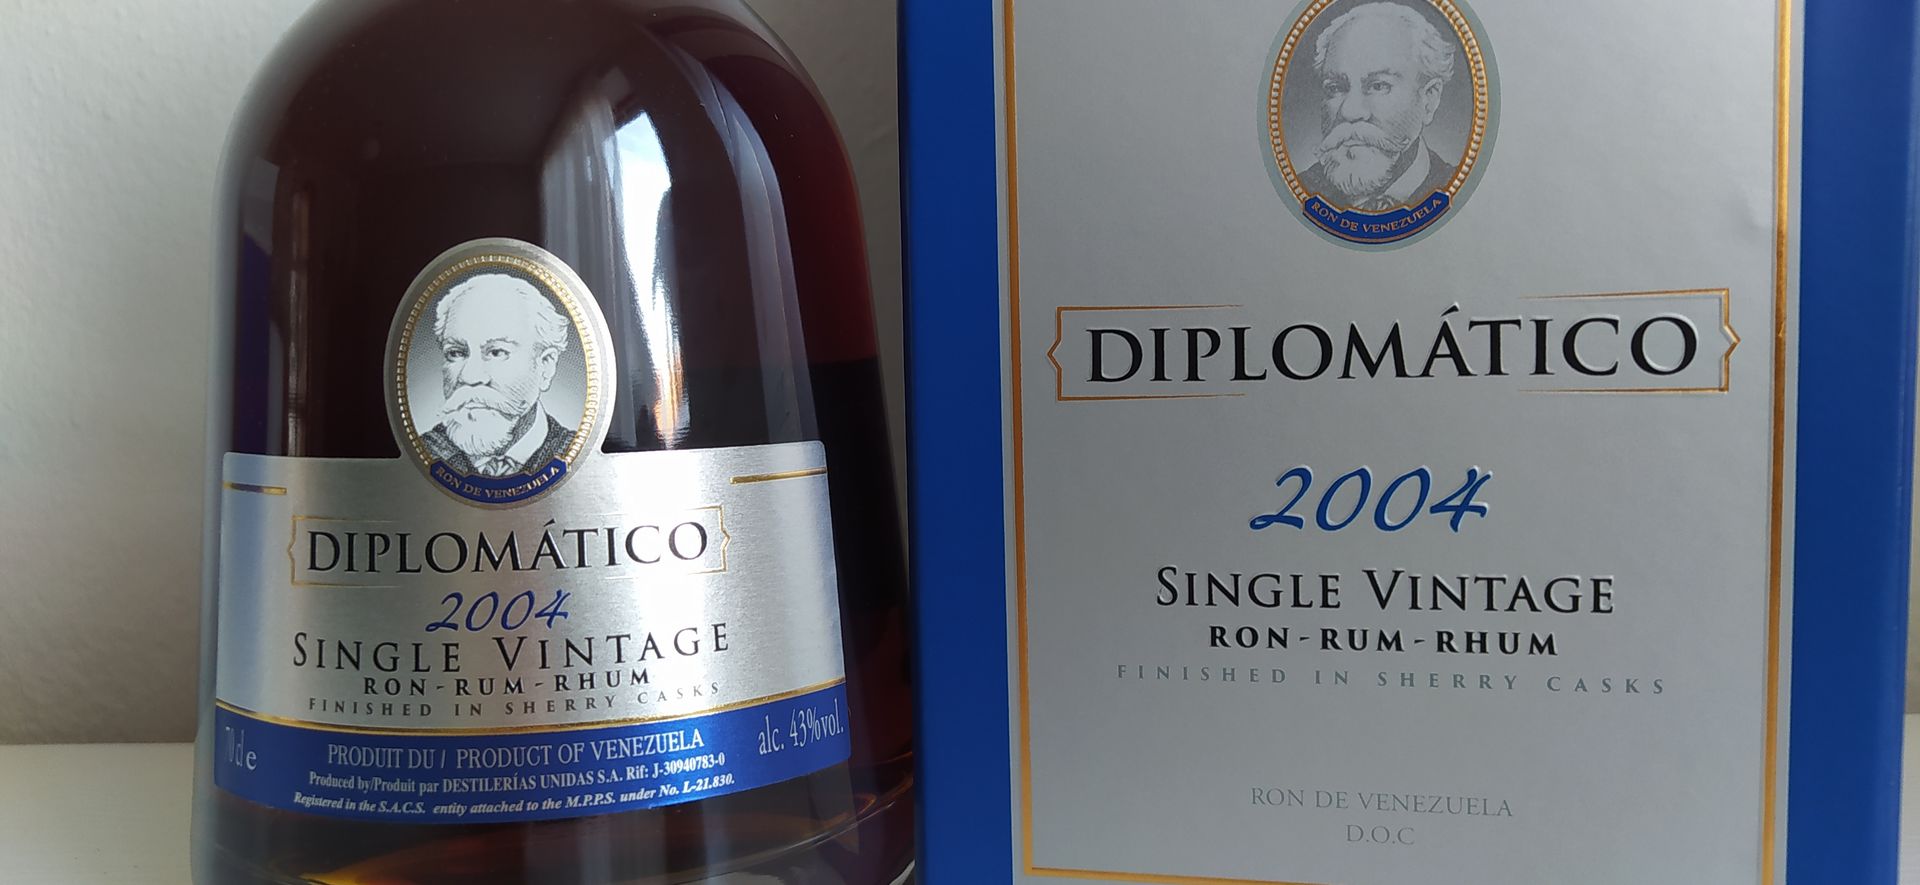 RON DE VENEZUELA
DIPLOMÁTICO
2004
SINGLE VINTAGE
RON-RUM-RHUM
FINISHED IN SHERRY CASKS
70cl e
PRODUIT DU / PRODUCT OF VENEZUELA
alc. 43%vol.
Produced by/Produit par DESTILERÍAS UNIDAS S.A. Rif: J-30940783-0
Registered in the S.A.C.S. entity attached to the M.P.P.S. under No. L-21.830.
RON DE VENEZUELA
DIPLOMÁTICO
2004
SINGLE VINTAGE
RON-RUM-RHUM
FINISHED IN SHERRY CASKS
RON DE VENEZUELA
D.O.C